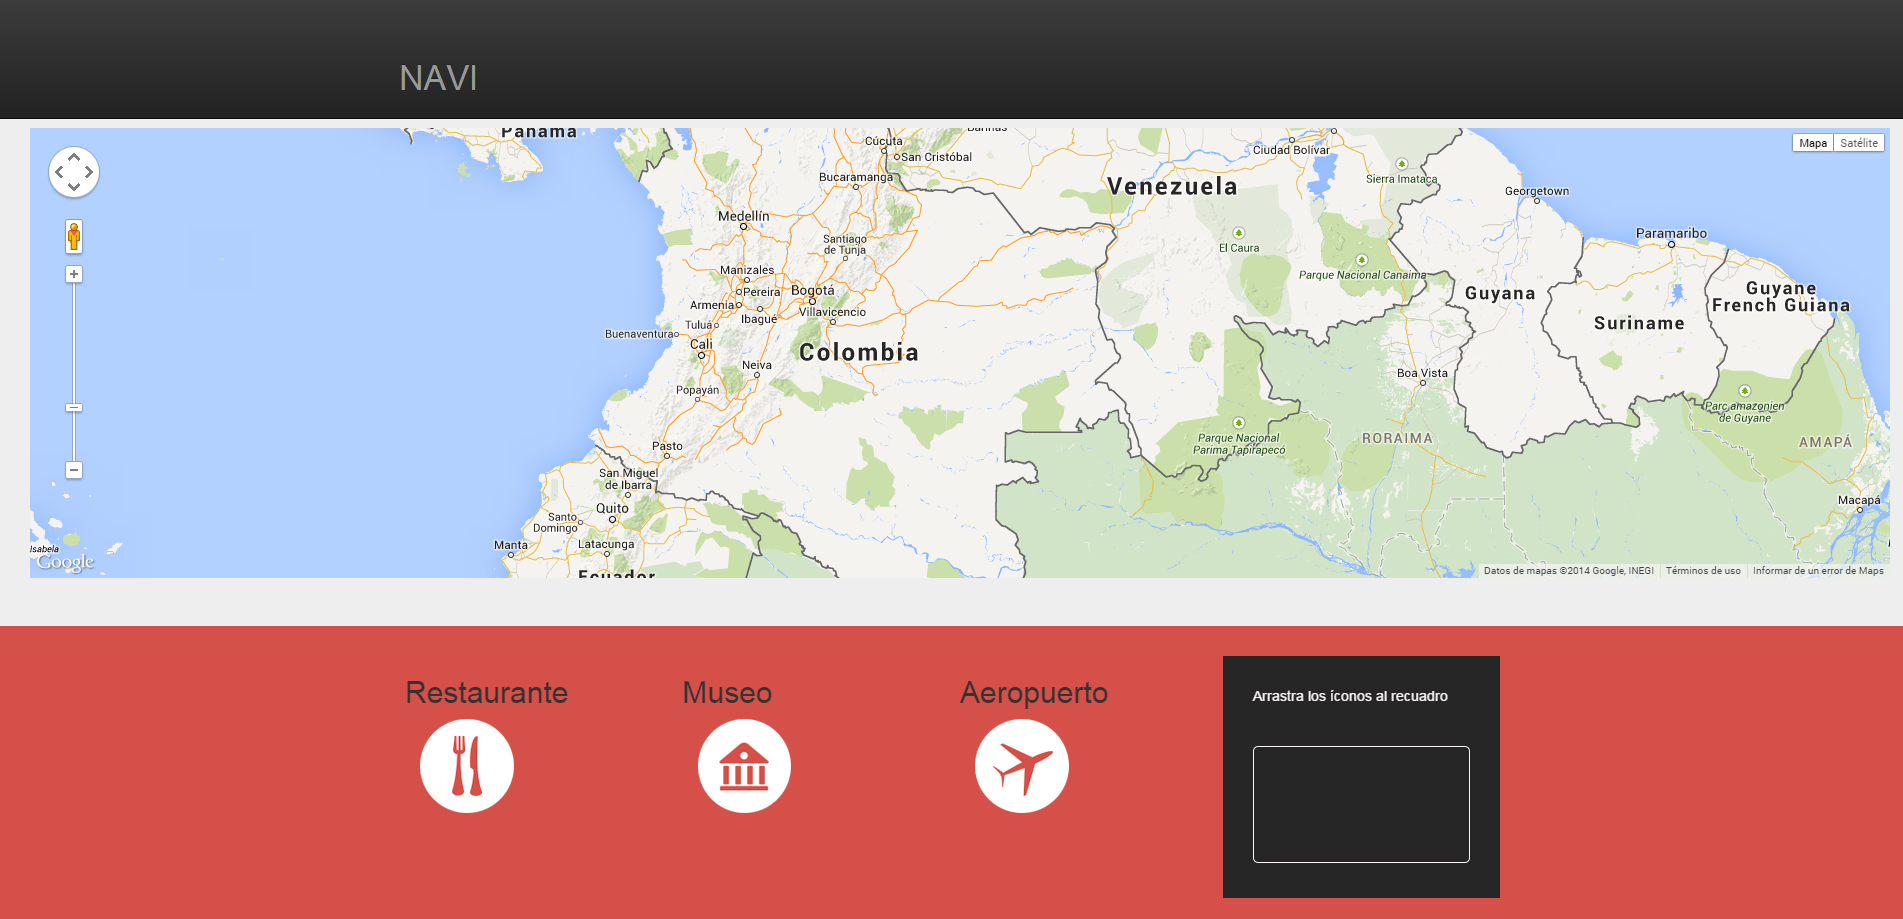 NAVI
Panama
Barinas
Cúcuta
San Cristóbal
Ciudad Bolívar
Mapa
Satélite
Bucaramanga
Venezuela
Sierra Imataca
Georgetown
Medellín
Paramaribo
Santiago
de Tunja
El Caura
Manizales
Parque Nacional Canaima
Pereira
Bogotá
Armenia
Villavicencio
Ibagué
Guyana
Guyane
French Guiana
Tuluá
Buenaventura
Suriname
Cali
Colombia
Neiva
Boa Vista
Popayán
Parc amazonien
de Guyane
Parque Nacional
Parima Tapirapecó
RORAIMA
AMAPÁ
Pasto
San Miguel
de Ibarra
Macapá
Quito
Santo
Domingo
Manta
Latacunga
Isabela
Google
Ecuador
Datos de mapas ©2014 Google, INEGI
Términos de uso
Informar de un error de Maps
Restaurante
Museo
Aeropuerto
Arrastra los íconos al recuadro